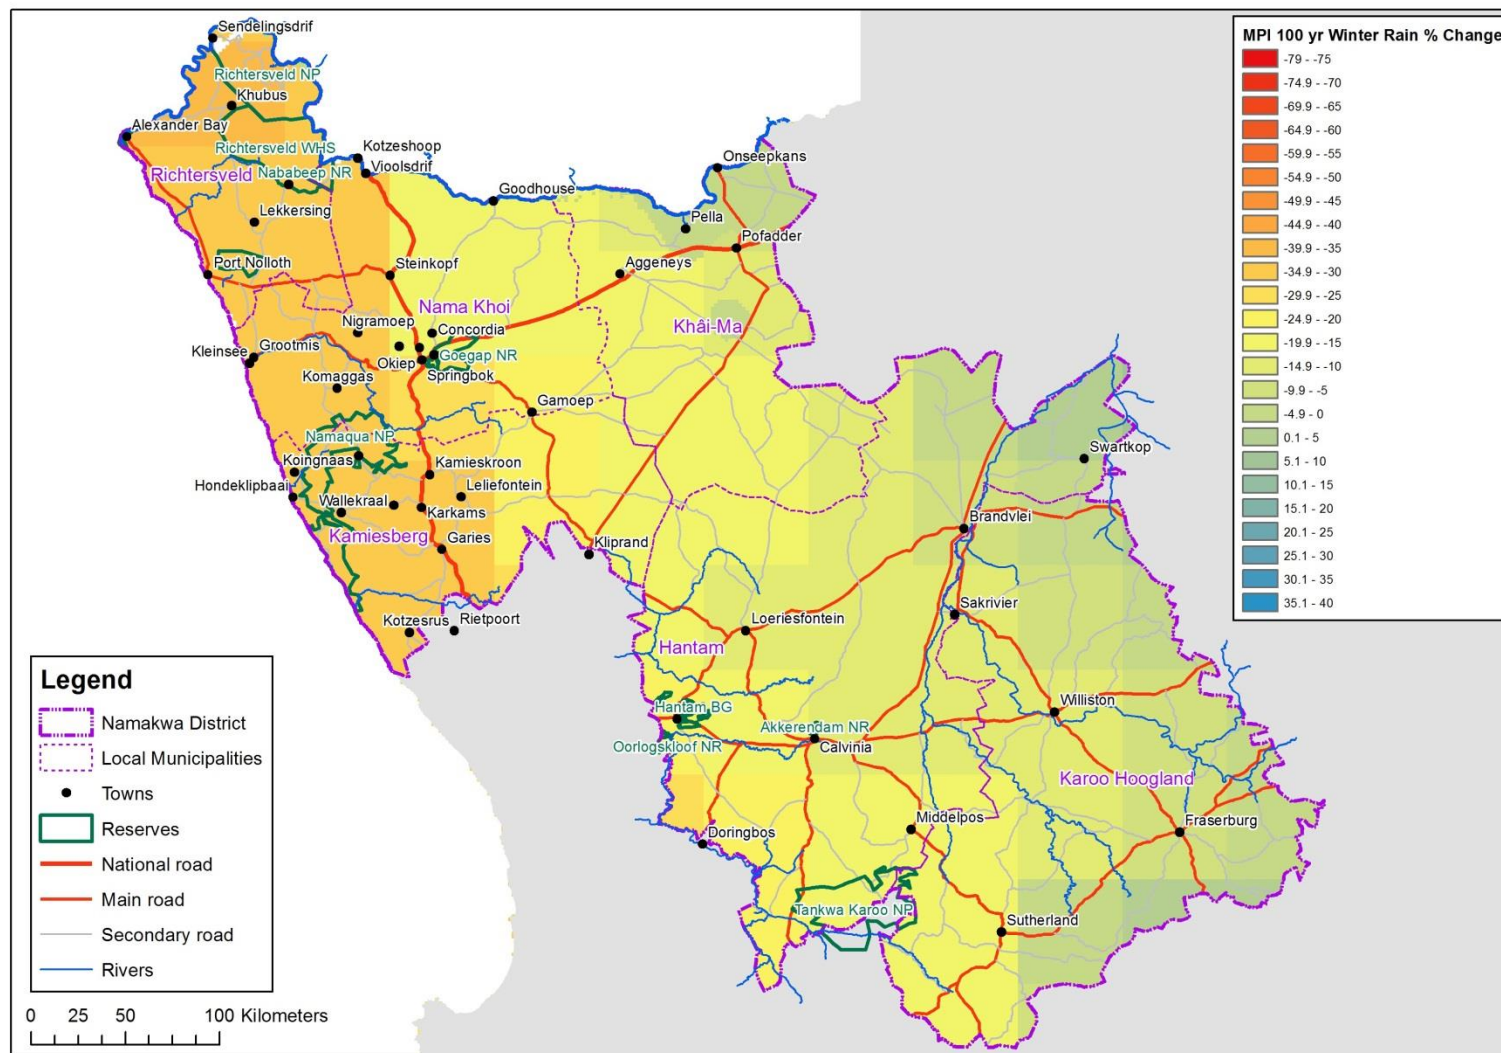 Sendelingsdrif
Richtersveld NP
Khubus
Alexander Bay
Richtersveld WHS
Kotzeshoop
Vioolsdrif
Richtersveld
Nababeep NR
Onseepkans
Goodhouse
Lekkersing
Pella
Pofadder
Port Nolloth
Steinkopf
Aggeneys
Nama Khoi
Nigramoep
Concordia
Khâi-Ma
Kleinsee
Grootmis
Okiep
Goegap NR
Komaggas
Springbok
Gamoep
Namaqua NP
Koingnaas
Kamieskroon
Swartkop
Hondeklipbaai
Leliefontein
Wallekraal
Karkams
Brandvlei
Kamiesberg
Garies
Kliprand
Kotzesrus
Rietpoort
Sakrivier
Loeriesfontein
Hantam
Hantam BG
Williston
Akkerendam NR
Oorlogskloof NR
Calvinia
Karoo Hoogland
Middelpos
Fraserburg
Doringbos
Tankwa Karoo NP
Sutherland
MPI 100 yr Winter Rain % Change
-79 - -75
-74.9 - -70
-69.9 - -65
-64.9 - -60
-59.9 - -55
-54.9 - -50
-49.9 - -45
-44.9 - -40
-39.9 - -35
-34.9 - -30
-29.9 - -25
-24.9 - -20
-19.9 - -15
-14.9 - -10
-9.9 - -5
-4.9 - 0
0.1 - 5
5.1 - 10
10.1 - 15
15.1 - 20
20.1 - 25
25.1 - 30
30.1 - 35
35.1 - 40
Legend
Namakwa District
Local Municipalities
Towns
Reserves
National road
Main road
Secondary road
Rivers
0 25 50 100 Kilometers